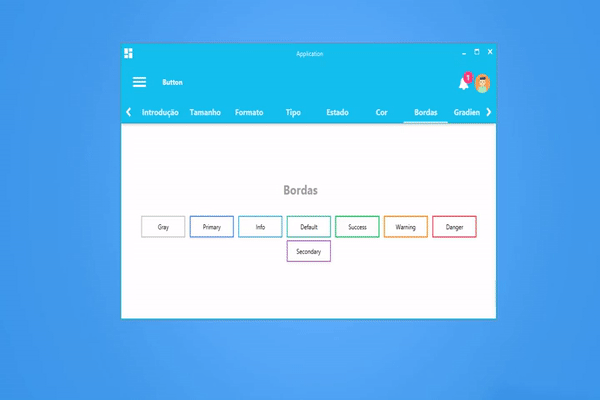 Application
Button
1
Introdução Tamanho Formato Tipo Estado Cor Bordas Gradien
Bordas
Gray Primary Info Default Success Warning Danger
Secondary